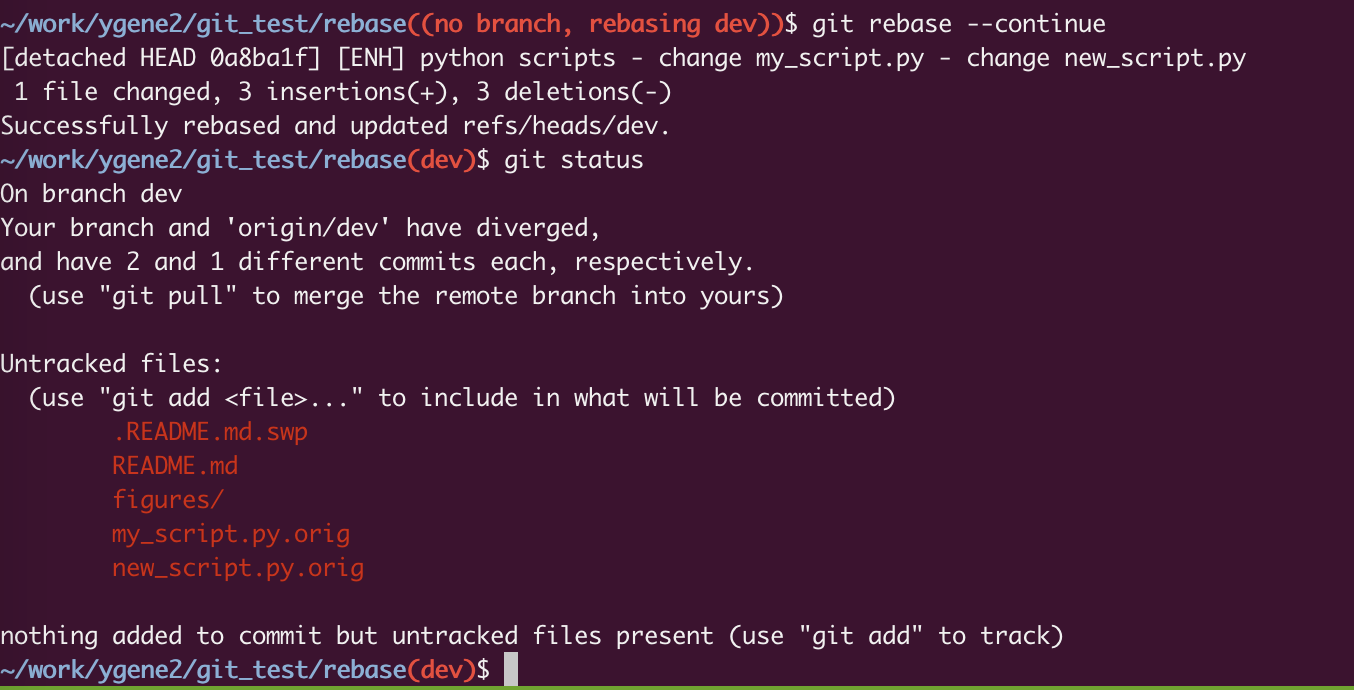 ~/work/ygene2/git_test/rebase((no branch, rebasing dev))$ git rebase --continue
[detached HEAD 0a8ba1f] [ENH] python scripts - change my_script.py - change new_script.py
 1 file changed, 3 insertions(+), 3 deletions(-)
Successfully rebased and updated refs/heads/dev.
~/work/ygene2/git_test/rebase(dev)$ git status
On branch dev
Your branch and 'origin/dev' have diverged,
and have 2 and 1 different commits each, respectively.
  (use "git pull" to merge the remote branch into yours)

Untracked files:
  (use "git add <file>..." to include in what will be committed)
        .README.md.swp
        README.md
        figures/
        my_script.py.orig
        new_script.py.orig

nothing added to commit but untracked files present (use "git add" to track)
~/work/ygene2/git_test/rebase(dev)$